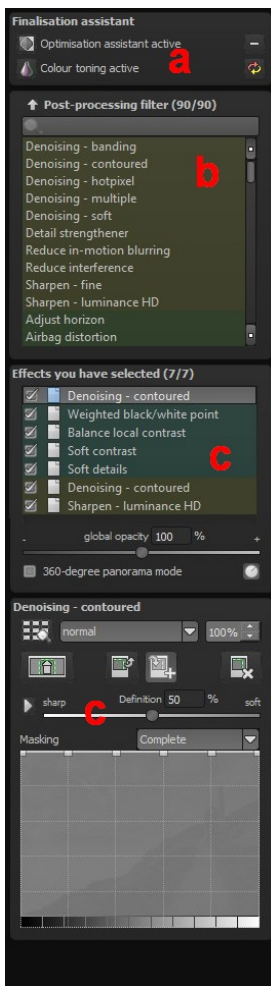 Finalisation assistant
Optimisation assistant active
Colour toning active
a
Post-processing filter (90/90)
b
Denoising - banding
Denoising - contoured
Denoising - hotpixel
Denoising - multiple
Denoising - soft
Detail strengthener
Reduce in-motion blurring
Reduce interference
Sharpen - fine
Sharpen - luminance HD
Adjust horizon
Airbag distortion
Effects you have selected (7/7)
Denoising - contoured
Weighted black/white point
Balance local contrast
Soft contrast
c
Soft details
Denoising - contoured
Sharpen - luminance HD
- global opacity 100 % +
360-degree panorama mode
Denoising - contoured
normal 100%
sharp Definition 50 % soft
c
Masking Complete